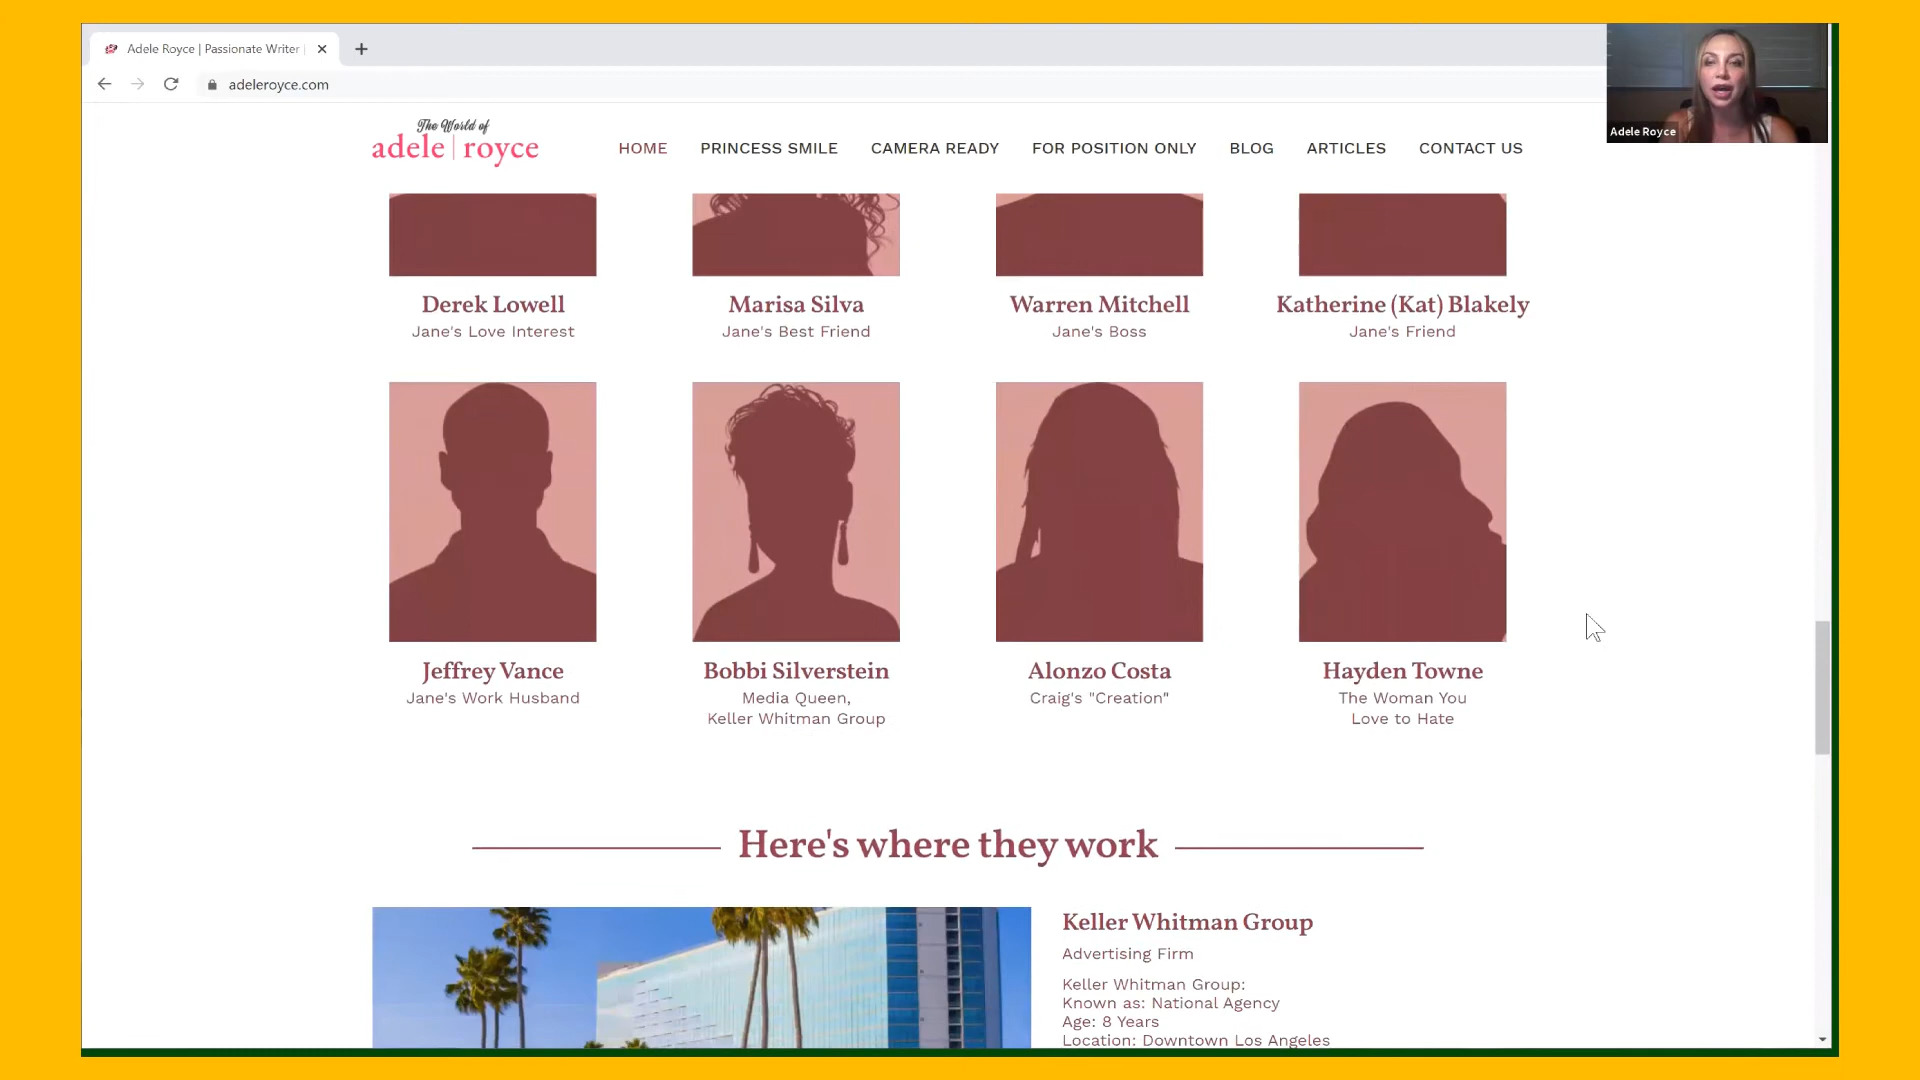 Adele Royce | Passionate Writer |
adeleroyce.com
Adele Royce
The World of
adele | royce
HOME
PRINCESS SMILE
CAMERA READY
FOR POSITION ONLY
BLOG
ARTICLES
CONTACT US
Derek Lowell
Jane's Love Interest
Marisa Silva
Jane's Best Friend
Warren Mitchell
Jane's Boss
Katherine (Kat) Blakely
Jane's Friend
Jeffrey Vance
Jane's Work Husband
Bobbi Silverstein
Media Queen,
Keller Whitman Group
Alonzo Costa
Craig's "Creation"
Hayden Towne
The Woman You
Love to Hate
Here's where they work
Keller Whitman Group
Advertising Firm
Keller Whitman Group:
Known as: National Agency
Age: 8 Years
Location: Downtown Los Angeles